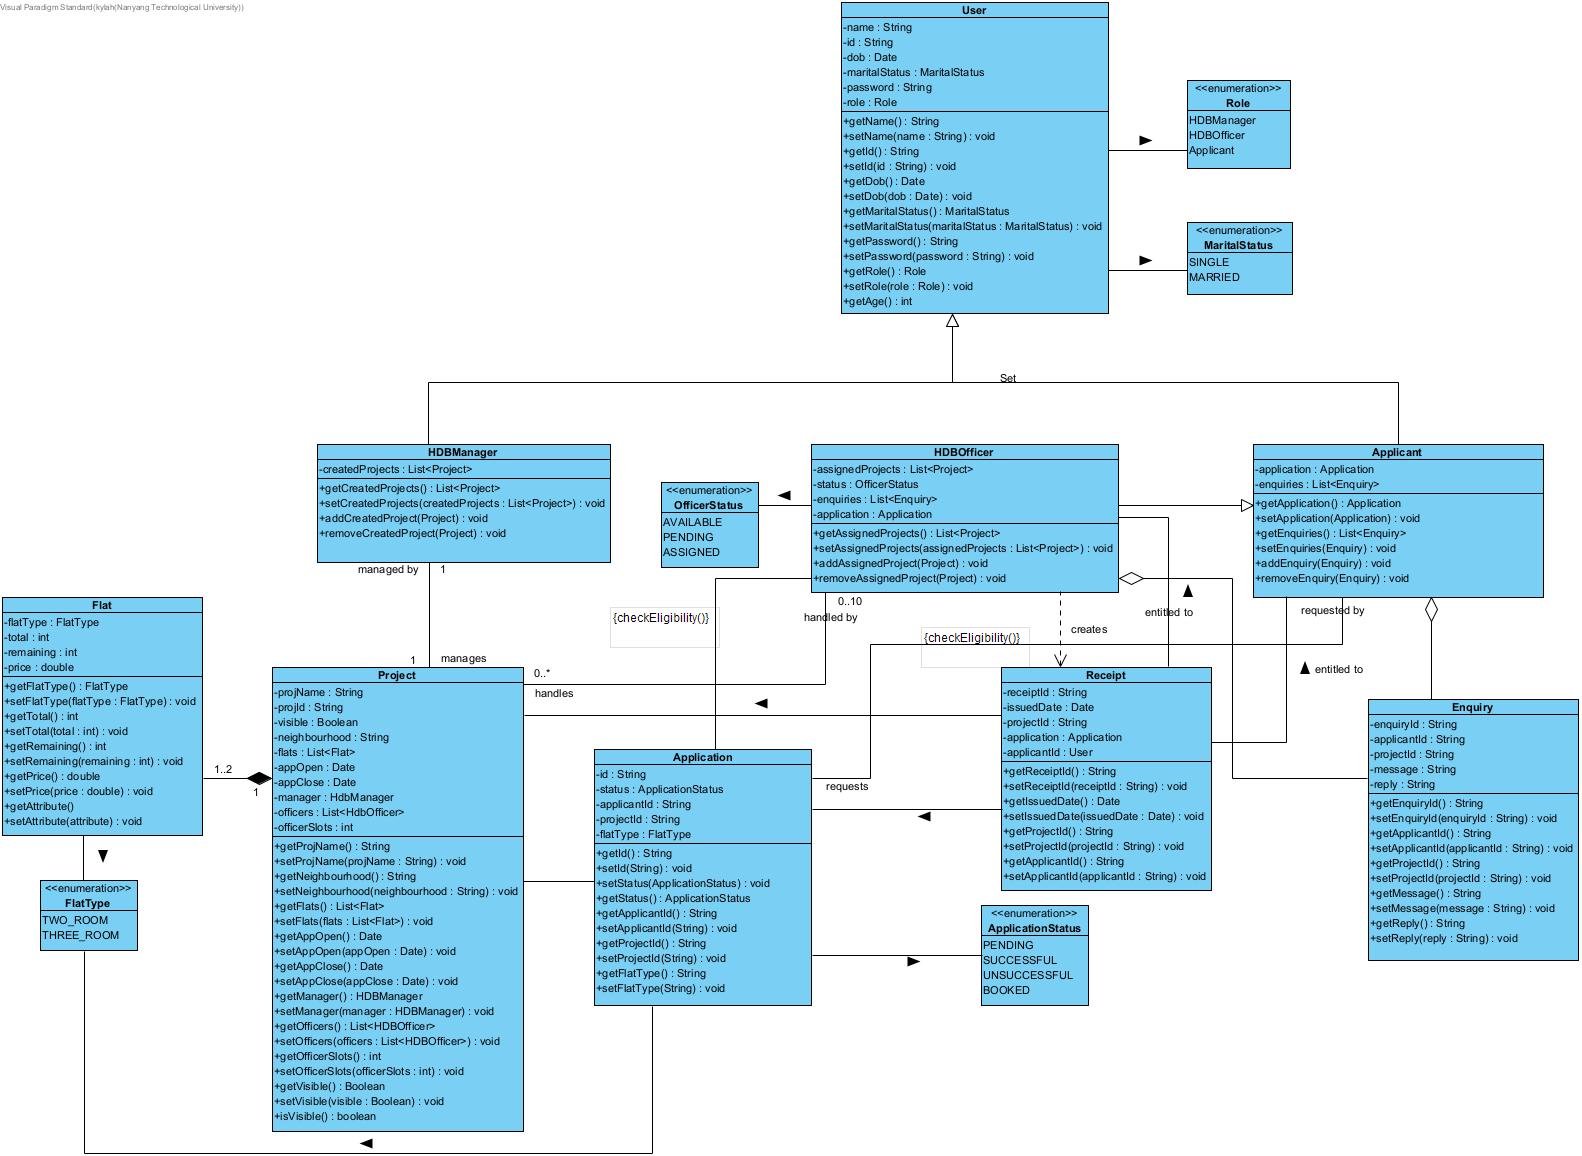 Visual Paradigm Standard(kylah(Nanyang Technological University))
User
-name : String
-id : String
-dob : Date
-maritalStatus : MaritalStatus
-password : String
-role : Role
+getName() : String
+setName(name : String) : void
+getId() : String
+setId(id : String) : void
+getDob() : Date
+setDob(dob : Date) : void
+getMaritalStatus() : MaritalStatus
+setMaritalStatus(maritalStatus : MaritalStatus) : void
+getPassword() : String
+setPassword(password : String) : void
+getRole() : Role
+setRole(role : Role) : void
+getAge() : int
<<enumeration>>
Role
HDBManager
HDBOfficer
Applicant
<<enumeration>>
MaritalStatus
SINGLE
MARRIED
Set
HDBManager
-createdProjects : List<Project>
+getCreatedProjects() : List<Project>
+setCreatedProjects(createdProjects : List<Project>) : void
+addCreatedProject(Project) : void
+removeCreatedProject(Project) : void
managed by
1
<<enumeration>>
OfficerStatus
AVAILABLE
PENDING
ASSIGNED
HDBOfficer
-assignedProjects : List<Project>
-status : OfficerStatus
-enquiries : List<Enquiry>
-application : Application
+getAssignedProjects() : List<Project>
+setAssignedProjects(assignedProjects : List<Project>) : void
+addAssignedProject(Project) : void
+removeAssignedProject(Project) : void
Applicant
-application : Application
-enquiries : List<Enquiry>
+getApplication() : Application
+setApplication(Application) : void
+getEnquiries() : List<Enquiry>
+setEnquiries(Enquiry) : void
+addEnquiry(Enquiry) : void
+removeEnquiry(Enquiry) : void
{checkEligibility()}
0..10
handled by
{checkEligibility()}
creates
entitled to
requested by
entitled to
Flat
-flatType : FlatType
-total : int
-remaining : int
-price : double
+getFlatType() : FlatType
+setFlatType(flatType : FlatType) : void
+getTotal() : int
+setTotal(total : int) : void
+getRemaining() : int
+setRemaining(remaining : int) : void
+getPrice() : double
+setPrice(price : double) : void
+getAttribute()
+setAttribute(attribute) : void
1..2
1
<<enumeration>>
FlatType
TWO_ROOM
THREE_ROOM
1
manages
0..*
handles
Project
-projName : String
-projId : String
-visible : Boolean
-neighbourhood : String
-flats : List<Flat>
-appOpen : Date
-appClose : Date
-manager : HdbManager
-officers : List<HdbOfficer>
-officerSlots : int
+getProjName() : String
+setProjName(projName : String) : void
+getNeighbourhood() : String
+setNeighbourhood(neighbourhood : String) : void
+getFlats() : List<Flat>
+setFlats(flats : List<Flat>) : void
+getAppOpen() : Date
+setAppOpen(appOpen : Date) : void
+getAppClose() : Date
+setAppClose(appClose : Date) : void
+getManager() : HDBManager
+setManager(manager : HDBManager) : void
+getOfficers() : List<HDBOfficer>
+setOfficers(officers : List<HDBOfficer>) : void
+getOfficerSlots() : int
+setOfficerSlots(officerSlots : int) : void
+getVisible() : Boolean
+setVisible(visible : Boolean) : void
+isVisible() : boolean
Application
-id : String
-status : ApplicationStatus
-applicantId : String
-projectId : String
-flatType : FlatType
+getId() : String
+setId(String) : void
+setStatus(ApplicationStatus) : void
+getStatus() : ApplicationStatus
+getApplicantId() : String
+setApplicantId(String) : void
+getProjectId() : String
+setProjectId(String) : void
+getFlatType() : String
+setFlatType(String) : void
requests
Receipt
-receiptId : String
-issuedDate : Date
-projectId : String
-application : Application
-applicantId : User
+getReceiptId() : String
+setReceiptId(receiptId : String) : void
+getIssuedDate() : Date
+setIssuedDate(issuedDate : Date) : void
+getProjectId() : String
+setProjectId(projectId : String) : void
+getApplicantId() : String
+setApplicantId(applicantId : String) : void
<<enumeration>>
ApplicationStatus
PENDING
SUCCESSFUL
UNSUCCESSFUL
BOOKED
Enquiry
-enquiryId : String
-applicantId : String
-projectId : String
-message : String
-reply : String
+getEnquiryId() : String
+setEnquiryId(enquiryId : String) : void
+getApplicantId() : String
+setApplicantId(applicantId : String) : void
+getProjectId() : String
+setProjectId(projectId : String) : void
+getMessage() : String
+setMessage(message : String) : void
+getReply() : String
+setReply(reply : String) : void